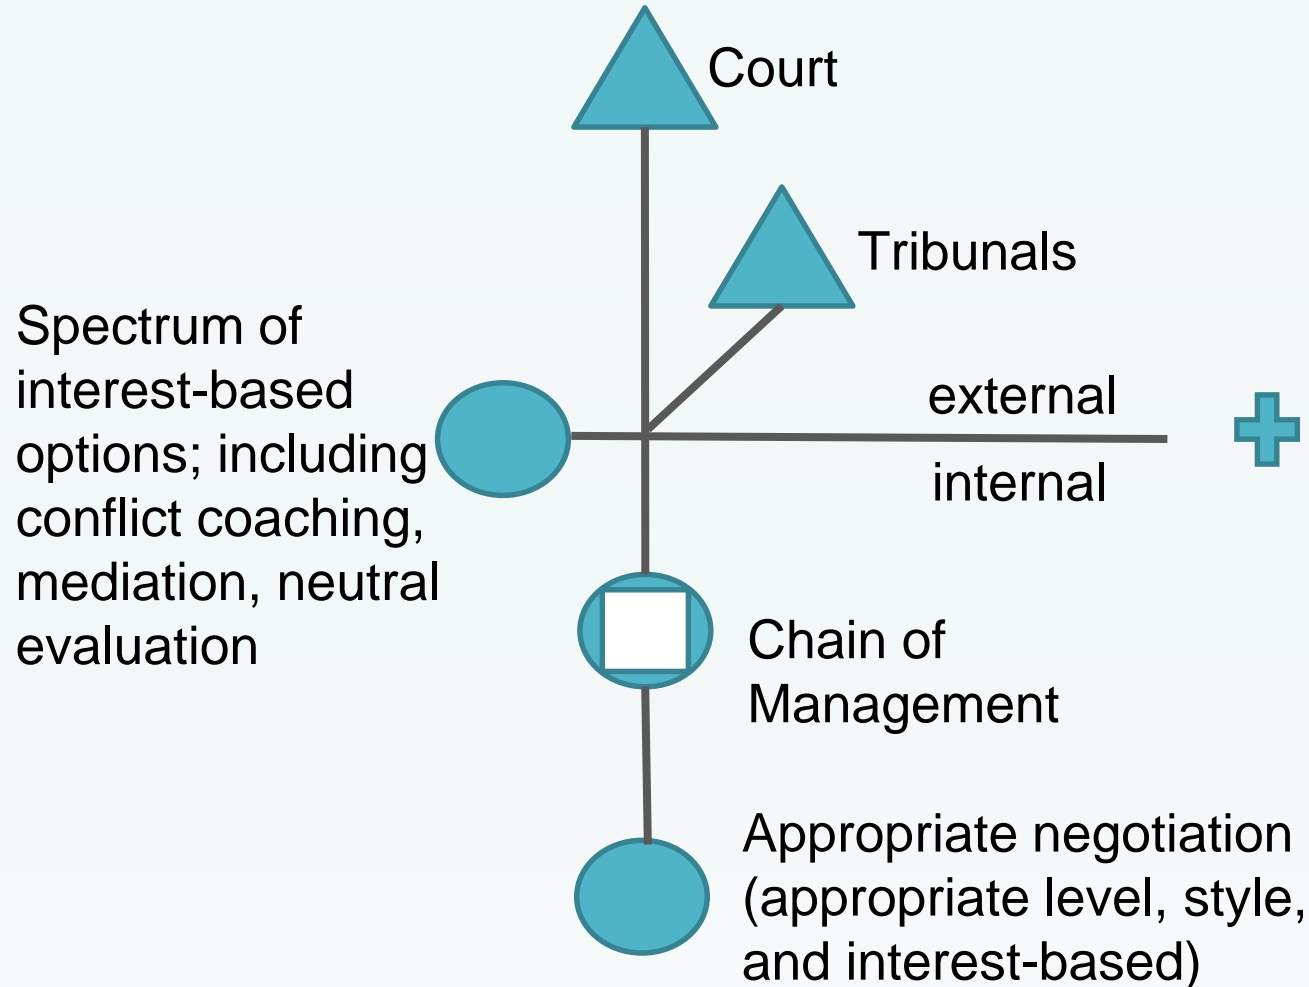 Court
Tribunals
Spectrum of
interest-based
options; including
conflict coaching,
mediation, neutral
evaluation
external
internal
Chain of
Management
Appropriate negotiation
(appropriate level, style,
and interest-based)